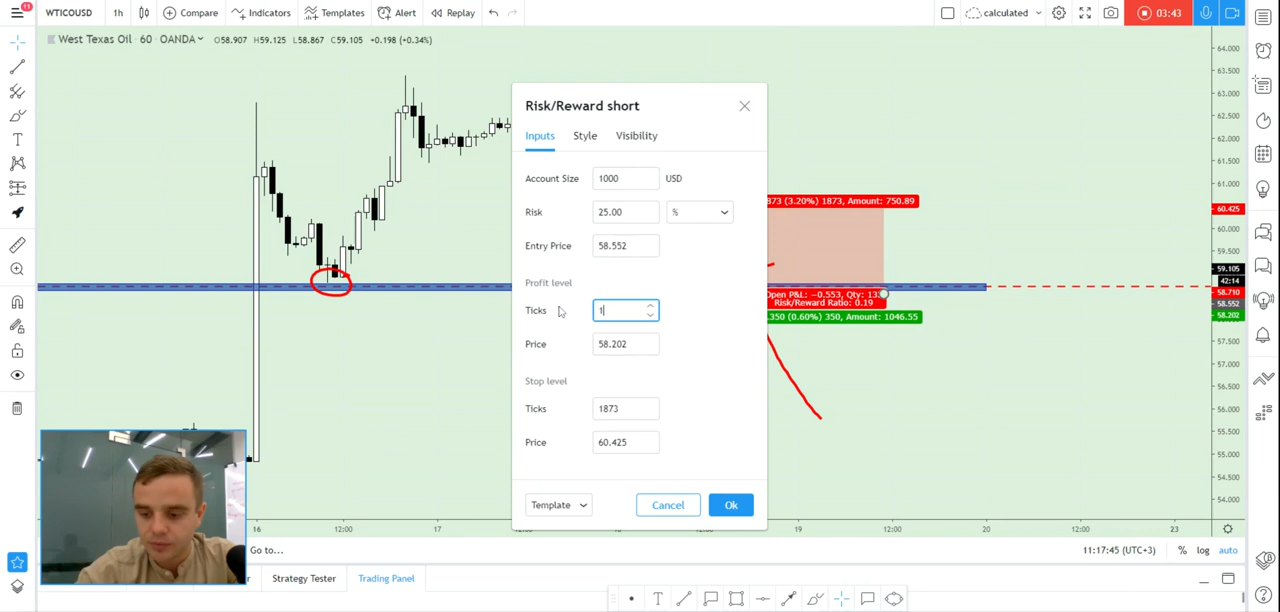 11
WTICOUSD 1h Compare Indicators Templates Alert Replay calculated 03:43
West Texas Oil · 60 · OANDA O58.907 H59.125 L58.867 C59.105 +0.198 (+0.34%)
64.000
63.500
63.000
62.500
62.000
61.500
61.000
60.425
60.000
59.500
59.105
42:14
58.710
58.552
58.202
57.500
57.000
56.500
56.000
55.500
55.000
54.500
54.000
Risk/Reward short
Inputs Style Visibility
Account Size 1000 USD
Risk 25.00 %
Entry Price 58.552
Profit level
Ticks 1
Price 58.202
Stop level
Ticks 1873
Price 60.425
Template Cancel Ok
873 (3.20%) 1873, Amount: 750.89
Open P&L: −0.553, Qty: 133
Risk/Reward Ratio: 0.19
350 (0.60%) 350, Amount: 1046.55
16 12:00 17 19 12:00 20 12:00 23
Go to... 11:17:45 (UTC+3) % log auto
Strategy Tester Trading Panel